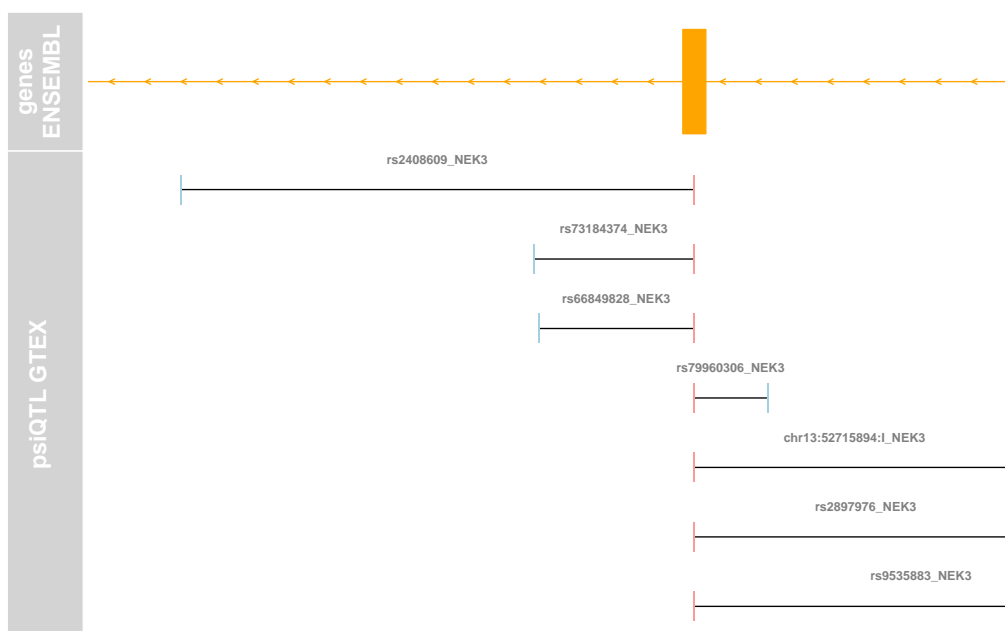 genes
ENSEMBL
rs2408609_NEK3
rs73184374_NEK3
rs66849828_NEK3
psiQTL GTEX
rs79960306_NEK3
chr13:52715894:I_NEK3
rs2897976_NEK3
rs9535883_NEK3